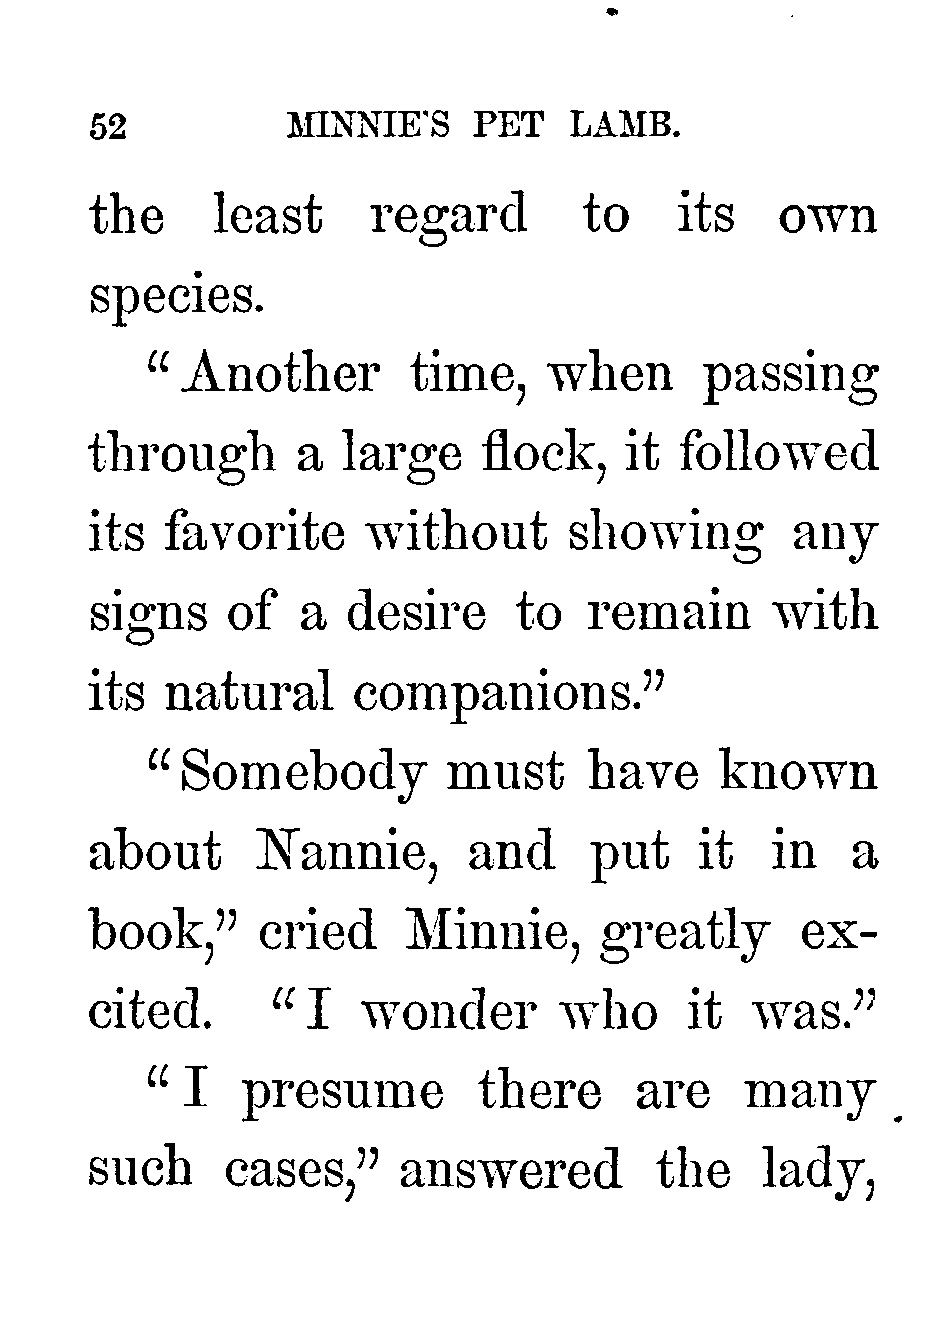 52 MINNIE'S PET LAMB.
the least regard to its own
species.
"Another time, when passing
through a large flock, it followed
its favorite without showing any
signs of a desire to remain with
its natural companions."
"Somebody must have known
about Nannie, and put it in a
book," cried Minnie, greatly ex-
cited. "I wonder who it was."
"I presume there are many
such cases," answered the lady,